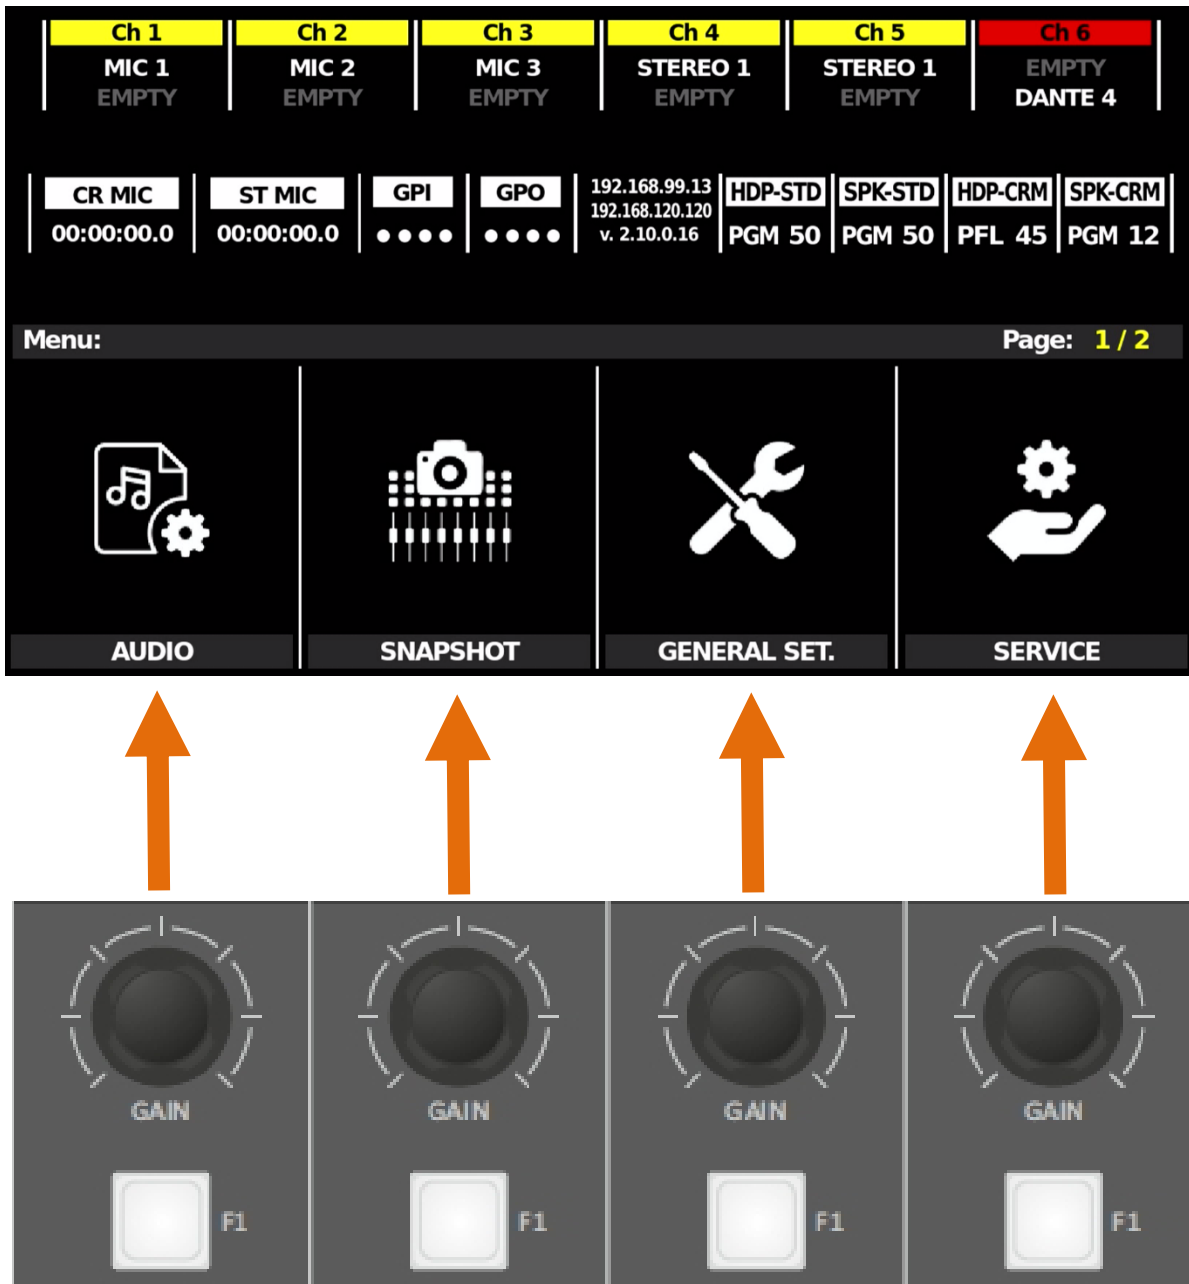 Ch 1 Ch 2 Ch 3 Ch 4 Ch 5 Ch 6
MIC 1 MIC 2 MIC 3 STEREO 1 STEREO 1 EMPTY
EMPTY EMPTY EMPTY EMPTY EMPTY DANTE 4
CR MIC ST MIC GPI GPO 192.168.99.13 HDP-STD SPK-STD HDP-CRM SPK-CRM
192.168.120.120
00:00:00.0 00:00:00.0 v. 2.10.0.16 PGM 50 PGM 50 PFL 45 PGM 12
Menu: Page: 1 / 2
AUDIO SNAPSHOT GENERAL SET. SERVICE
GAIN GAIN GAIN GAIN
F1 F1 F1 F1